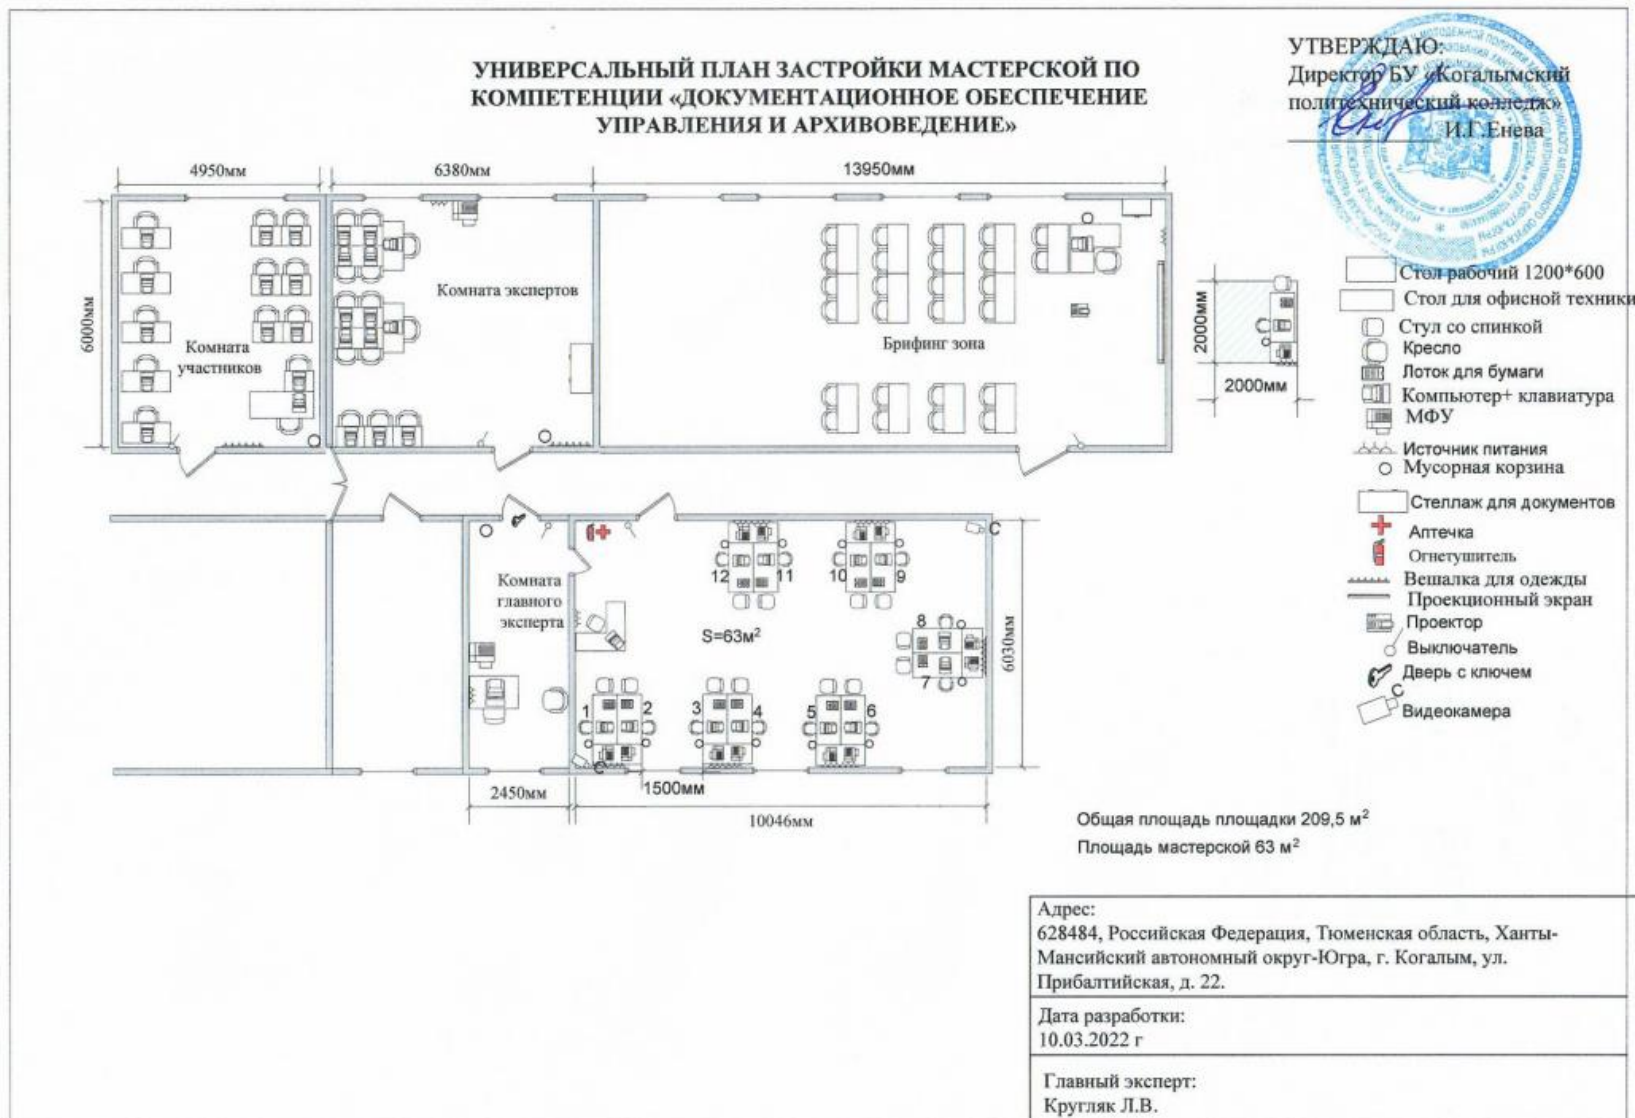 УНИВЕРСАЛЬНЫЙ ПЛАН ЗАСТРОЙКИ МАСТЕРСКОЙ ПО
КОМПЕТЕНЦИИ «ДОКУМЕНТАЦИОННОЕ ОБЕСПЕЧЕНИЕ
УПРАВЛЕНИЯ И АРХИВОВЕДЕНИЕ»
УТВЕРЖДАЮ:
Директор БУ «Когалымский
политехнический колледж»
И.Г.Енева
4950мм
6380мм
13950мм
6000мм
Комната
участников
Комната экспертов
Брифинг зона
2000мм
2000мм
Стол рабочий 1200*600
Стол для офисной техники
Стул со спинкой
Кресло
Лоток для бумаги
Компьютер+ клавиатура
МФУ
Источник питания
Мусорная корзина
Стеллаж для документов
Аптечка
Огнетушитель
Вешалка для одежды
Проекционный экран
Проектор
Выключатель
Дверь с ключем
С
Видеокамера
Комната
главного
эксперта
С
12
11
10
9
S=63м²
8
7
6030мм
1
2
3
4
5
6
С
2450мм
1500мм
10046мм
Общая площадь площадки 209,5 м²
Площадь мастерской 63 м²
Адрес:
628484, Российская Федерация, Тюменская область, Ханты-
Мансийский автономный округ-Югра, г. Когалым, ул.
Прибалтийская, д. 22.
Дата разработки:
10.03.2022 г
Главный эксперт:
Кругляк Л.В.